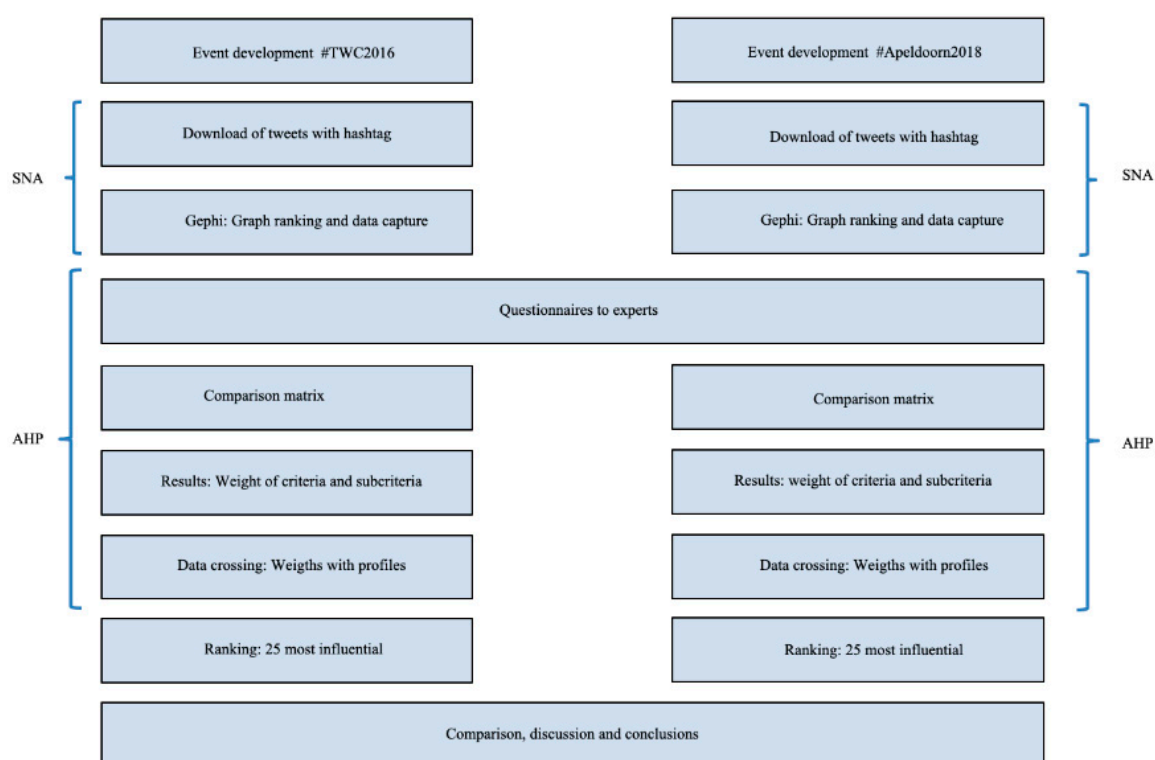 Event development #TWC2016
Event development #Apeldoorn2018
Download of tweets with hashtag
Download of tweets with hashtag
SNA
SNA
Gephi: Graph ranking and data capture
Gephi: Graph ranking and data capture
Questionnaires to experts
Comparison matrix
Comparison matrix
AHP
AHP
Results: Weight of criteria and subcriteria
Results: weight of criteria and subcriteria
Data crossing: Weigths with profiles
Data crossing: Weigths with profiles
Ranking: 25 most influential
Ranking: 25 most influential
Comparison, discussion and conclusions